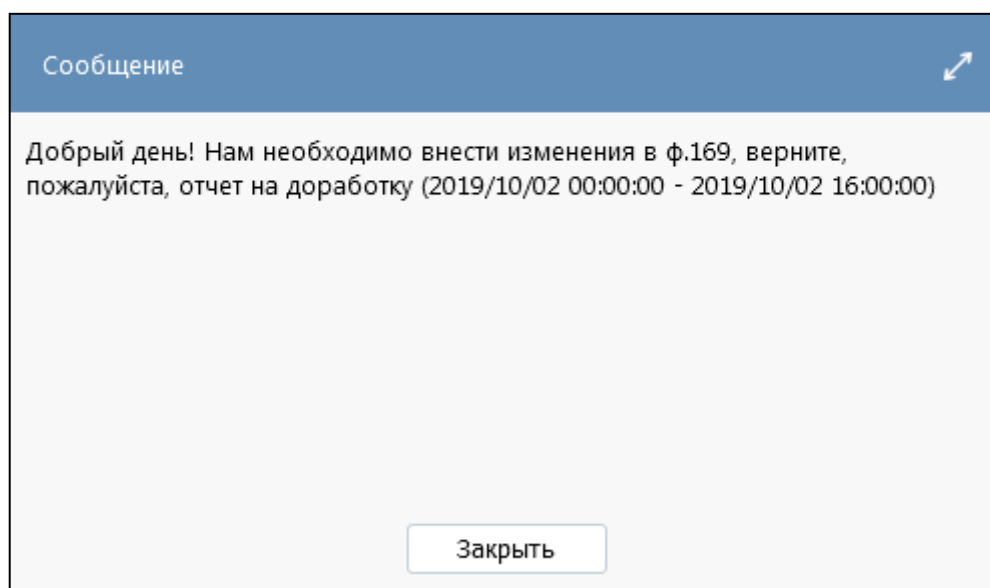 Сообщение
Добрый день! Нам необходимо внести изменения в ф.169, верните,
пожалуйста, отчет на доработку (2019/10/02 00:00:00 - 2019/10/02 16:00:00)
Закрыть